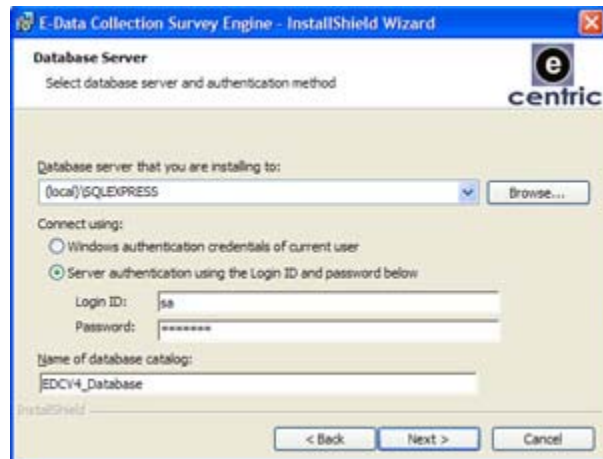 E-Data Collection Survey Engine - InstallShield Wizard
Database Server
Select database server and authentication method
e
centric
Database server that you are installing to:
(local)\SQLEXPRESS
Browse...
Connect using:
Windows authentication credentials of current user
Server authentication using the Login ID and password below
Login ID: sa
Password: *******
Name of database catalog:
EDCV4_Database
InstallShield
< Back Next > Cancel